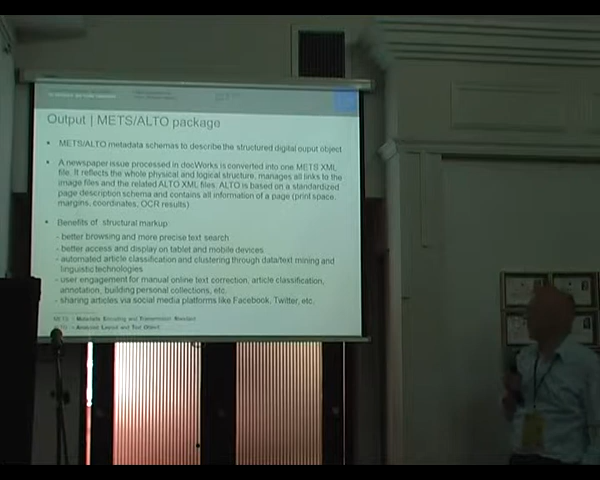 Output | METS/ALTO package
• METS/ALTO metadata schemas to describe the structured digital ouput object
• A newspaper issue processed in docWorks is converted into one METS XML
file. It reflects the whole physical and logical structure, manages all links to the
image files and the related ALTO XML files. ALTO is based on a standardized
page description schema and contains all information of a page (print space,
margins, coordinates, OCR results)
• Benefits of structural markup
- better browsing and more precise text search
- better access and display on tablet and mobile devices
- automated article classification and clustering through data/text mining and
linguistic technologies
- user engagement for manual online text correction, article classification,
annotation, building personal collections, etc.
- sharing articles via social media platforms like Facebook, Twitter, etc.
METS – Metadata Encoding and Transmission Standard
– Analyzed Layout and Text Object